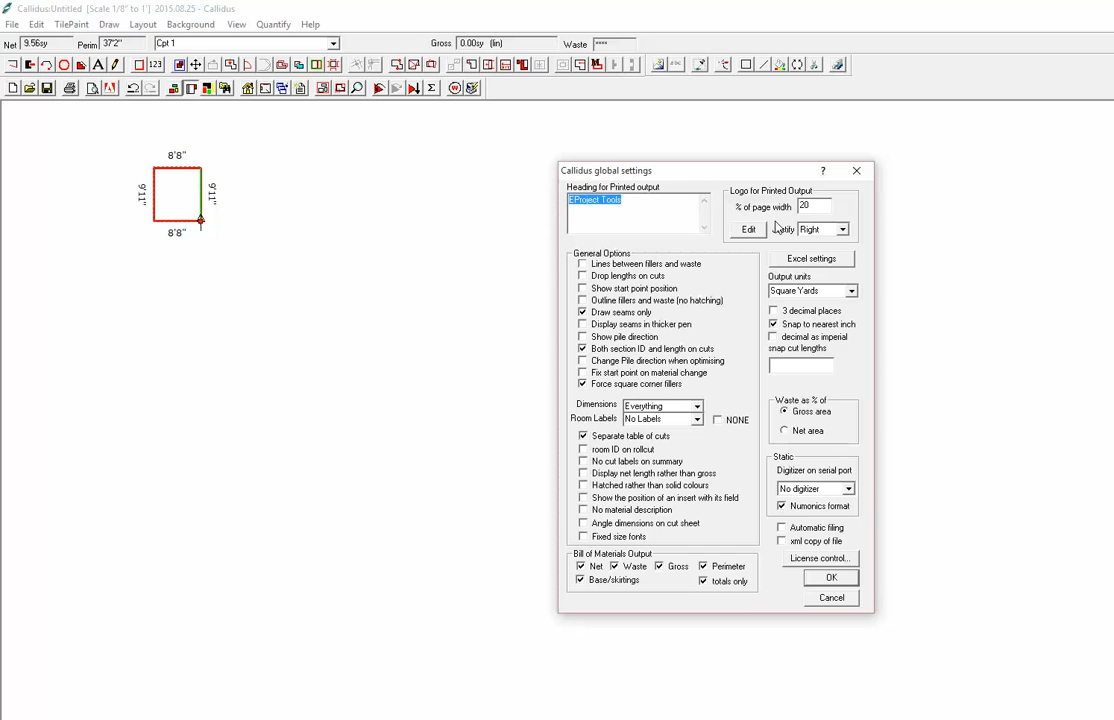 Callidus:Untitled [Scale 1/8" to 1'] 2015.08.25 - Callidus
File Edit TilePaint Draw Layout Background View Quantify Help
Net 9.56sy Perim 37'2" Cpt 1 Gross 0.00sy (lin) Waste ****
123
8'8"
9'11" 9'11"
8'8"
Callidus global settings ?
Heading for Printed output
EProject Tools
Logo for Printed Output
% of page width 20
Edit Right
General Options
Lines between fillers and waste
Drop lengths on cuts
Show start point position
Outline fillers and waste (no hatching)
Draw seams only
Display seams in thicker pen
Show pile direction
Both section ID and length on cuts
Change Pile direction when optimising
Fix start point on material change
Force square corner fillers
Dimensions Everything
Room Labels No Labels NONE
Separate table of cuts
room ID on rollcut
No cut labels on summary
Display net length rather than gross
Hatched rather than solid colours
Show the position of an insert with its field
No material description
Angle dimensions on cut sheet
Fixed size fonts
Bill of Materials Output
Net Waste Gross Perimeter
Base/skirtings totals only
Excel settings
Output units
Square Yards
3 decimal places
Snap to nearest inch
decimal as imperial
snap cut lengths
Waste as % of
Gross area
Net area
Static
Digitizer on serial port
No digitizer
Numonics format
Automatic filing
xml copy of file
License control...
OK
Cancel